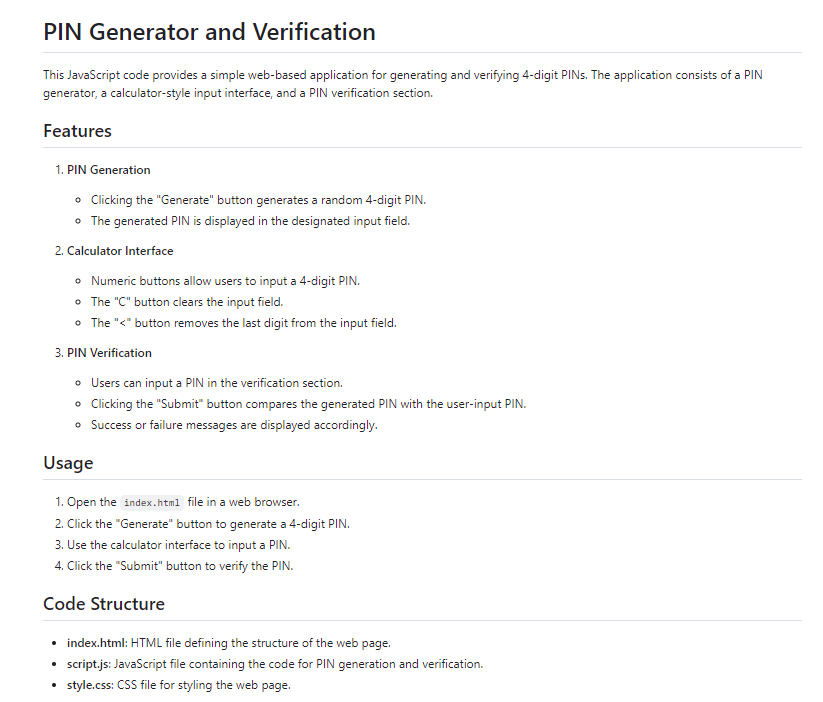 PIN Generator and Verification
This JavaScript code provides a simple web-based application for generating and verifying 4-digit PINs. The application consists of a PIN
generator, a calculator-style input interface, and a PIN verification section.
Features
1. PIN Generation
Clicking the "Generate" button generates a random 4-digit PIN.
The generated PIN is displayed in the designated input field.
2. Calculator Interface
Numeric buttons allow users to input a 4-digit PIN.
The "C" button clears the input field.
The "<" button removes the last digit from the input field.
3. PIN Verification
Users can input a PIN in the verification section.
Clicking the "Submit" button compares the generated PIN with the user-input PIN.
Success or failure messages are displayed accordingly.
Usage
1. Open the index.html file in a web browser.
2. Click the "Generate" button to generate a 4-digit PIN.
3. Use the calculator interface to input a PIN.
4. Click the "Submit" button to verify the PIN.
Code Structure
index.html: HTML file defining the structure of the web page.
script.js: JavaScript file containing the code for PIN generation and verification.
style.css: CSS file for styling the web page.